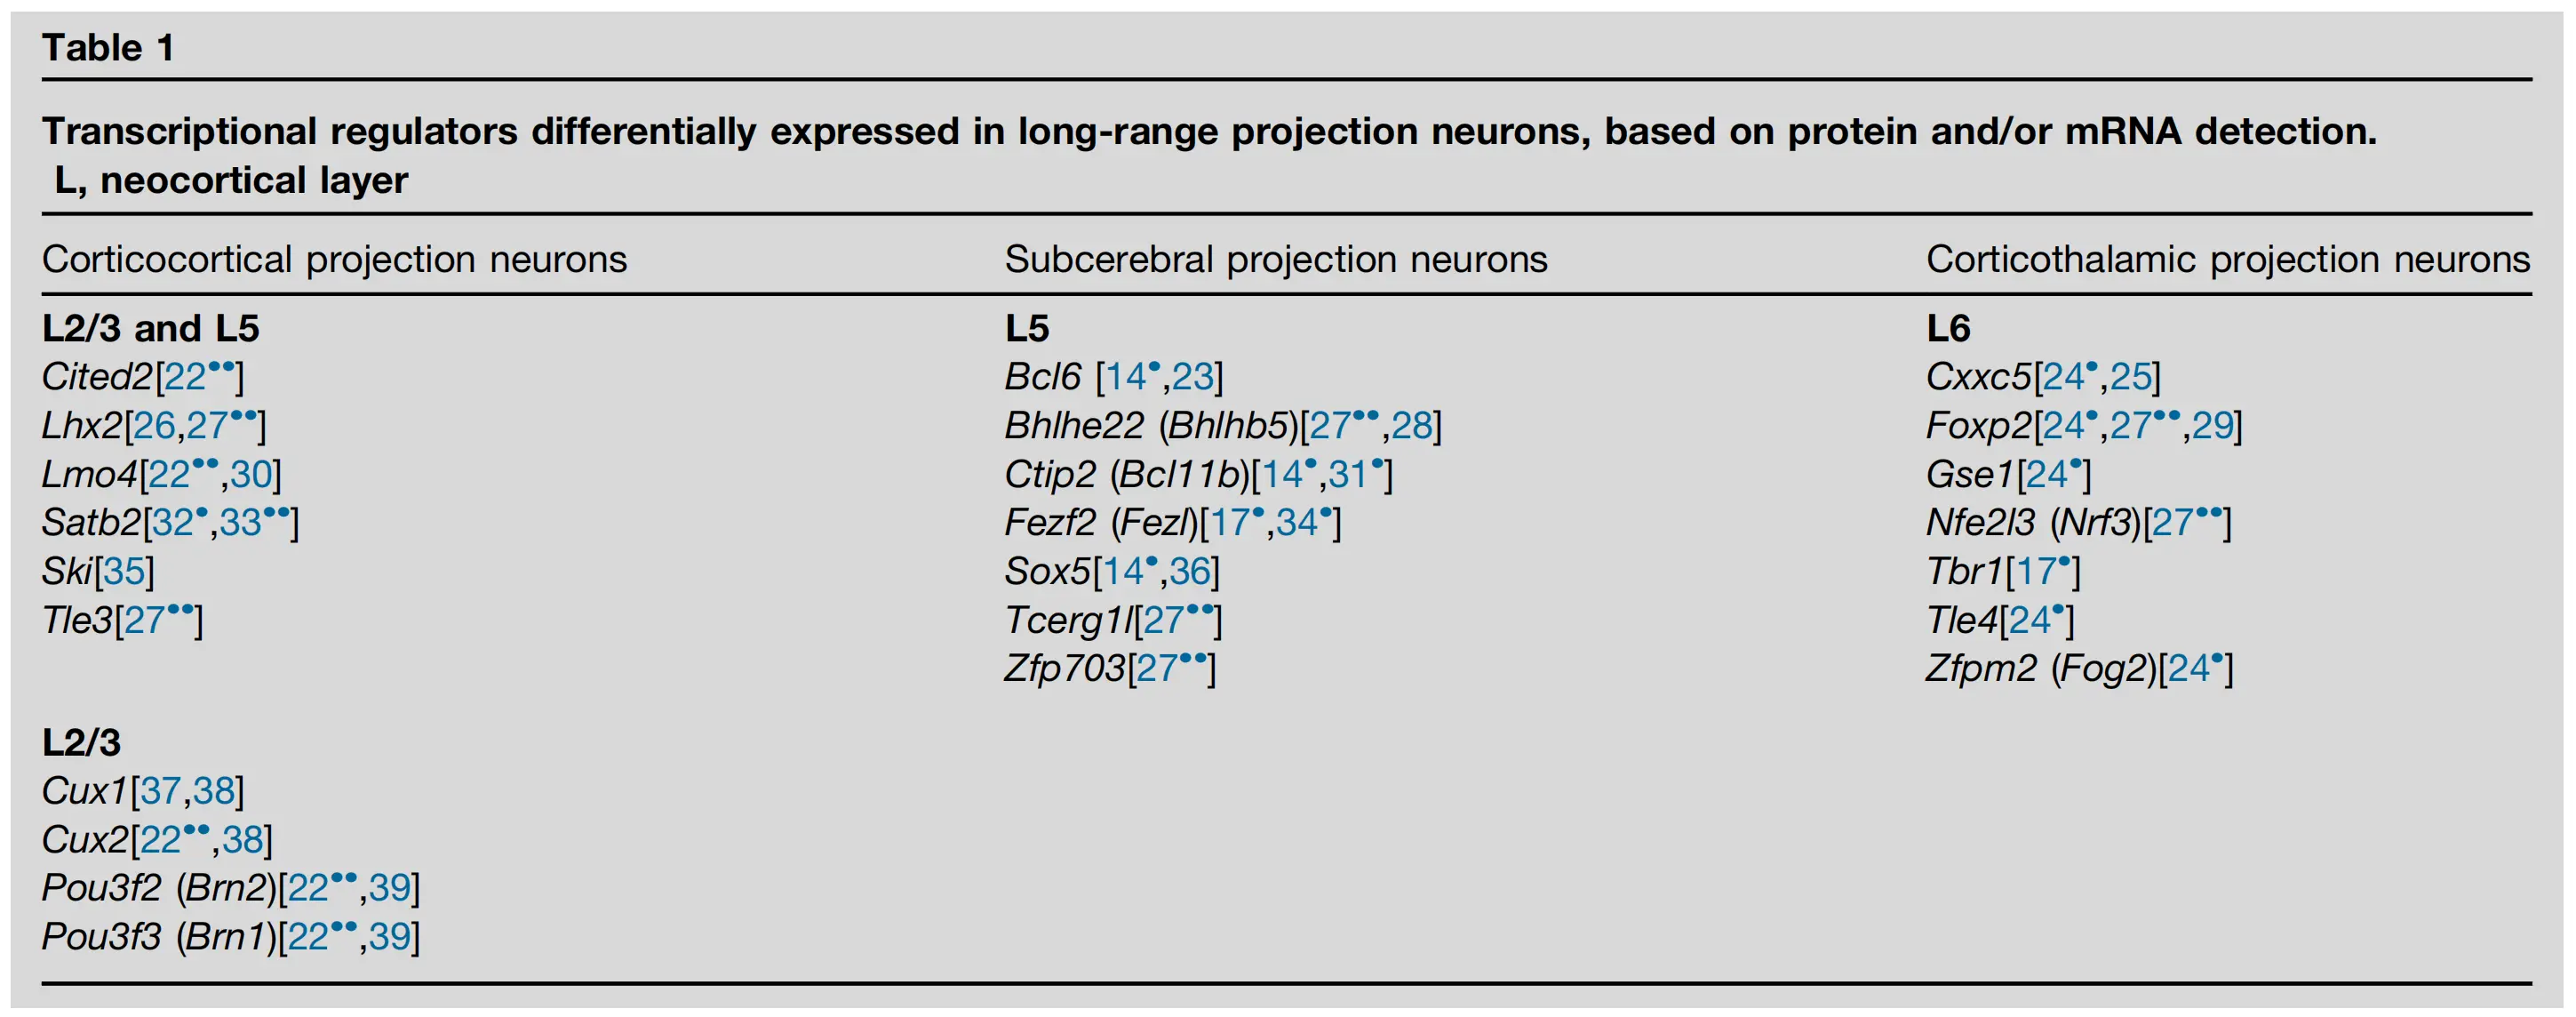 Table 1
Transcriptional regulators differentially expressed in long-range projection neurons, based on protein and/or mRNA detection.
L, neocortical layer
Corticocortical projection neurons Subcerebral projection neurons Corticothalamic projection neurons
L2/3 and L5 L5 L6
Cited2[22••] Bcl6 [14•,23] Cxxc5[24•,25]
Lhx2[26,27••] Bhlhe22 (Bhlhb5)[27••,28] Foxp2[24•,27••,29]
Lmo4[22••,30] Ctip2 (Bcl11b)[14•,31•] Gse1[24•]
Satb2[32•,33••] Fezf2 (Fezl)[17•,34•] Nfe2l3 (Nrf3)[27••]
Ski[35] Sox5[14•,36] Tbr1[17•]
Tle3[27••] Tcerg1l[27••] Tle4[24•]
Zfp703[27••] Zfpm2 (Fog2)[24•]
L2/3
Cux1[37,38]
Cux2[22••,38]
Pou3f2 (Brn2)[22••,39]
Pou3f3 (Brn1)[22••,39]